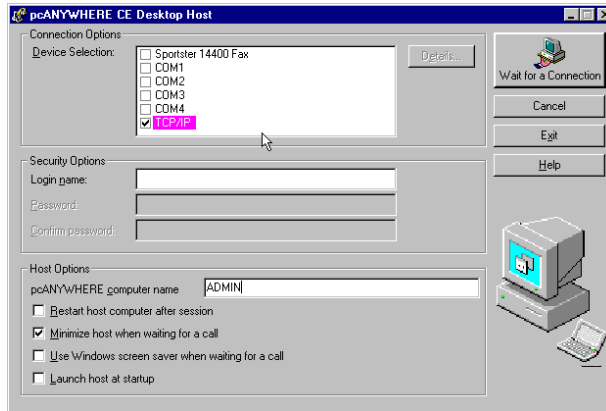 pcANYWHERE CE Desktop Host
Connection Options
Device Selection:
Sportster 14400 Fax
COM1
COM2
COM3
COM4
TCP/IP
Details...
Wait for a Connection
Cancel
Exit
Help
Security Options
Login name:
Password:
Confirm password:
Host Options
pcANYWHERE computer name
ADMIN
Restart host computer after session
Minimize host when waiting for a call
Use Windows screen saver when waiting for a call
Launch host at startup